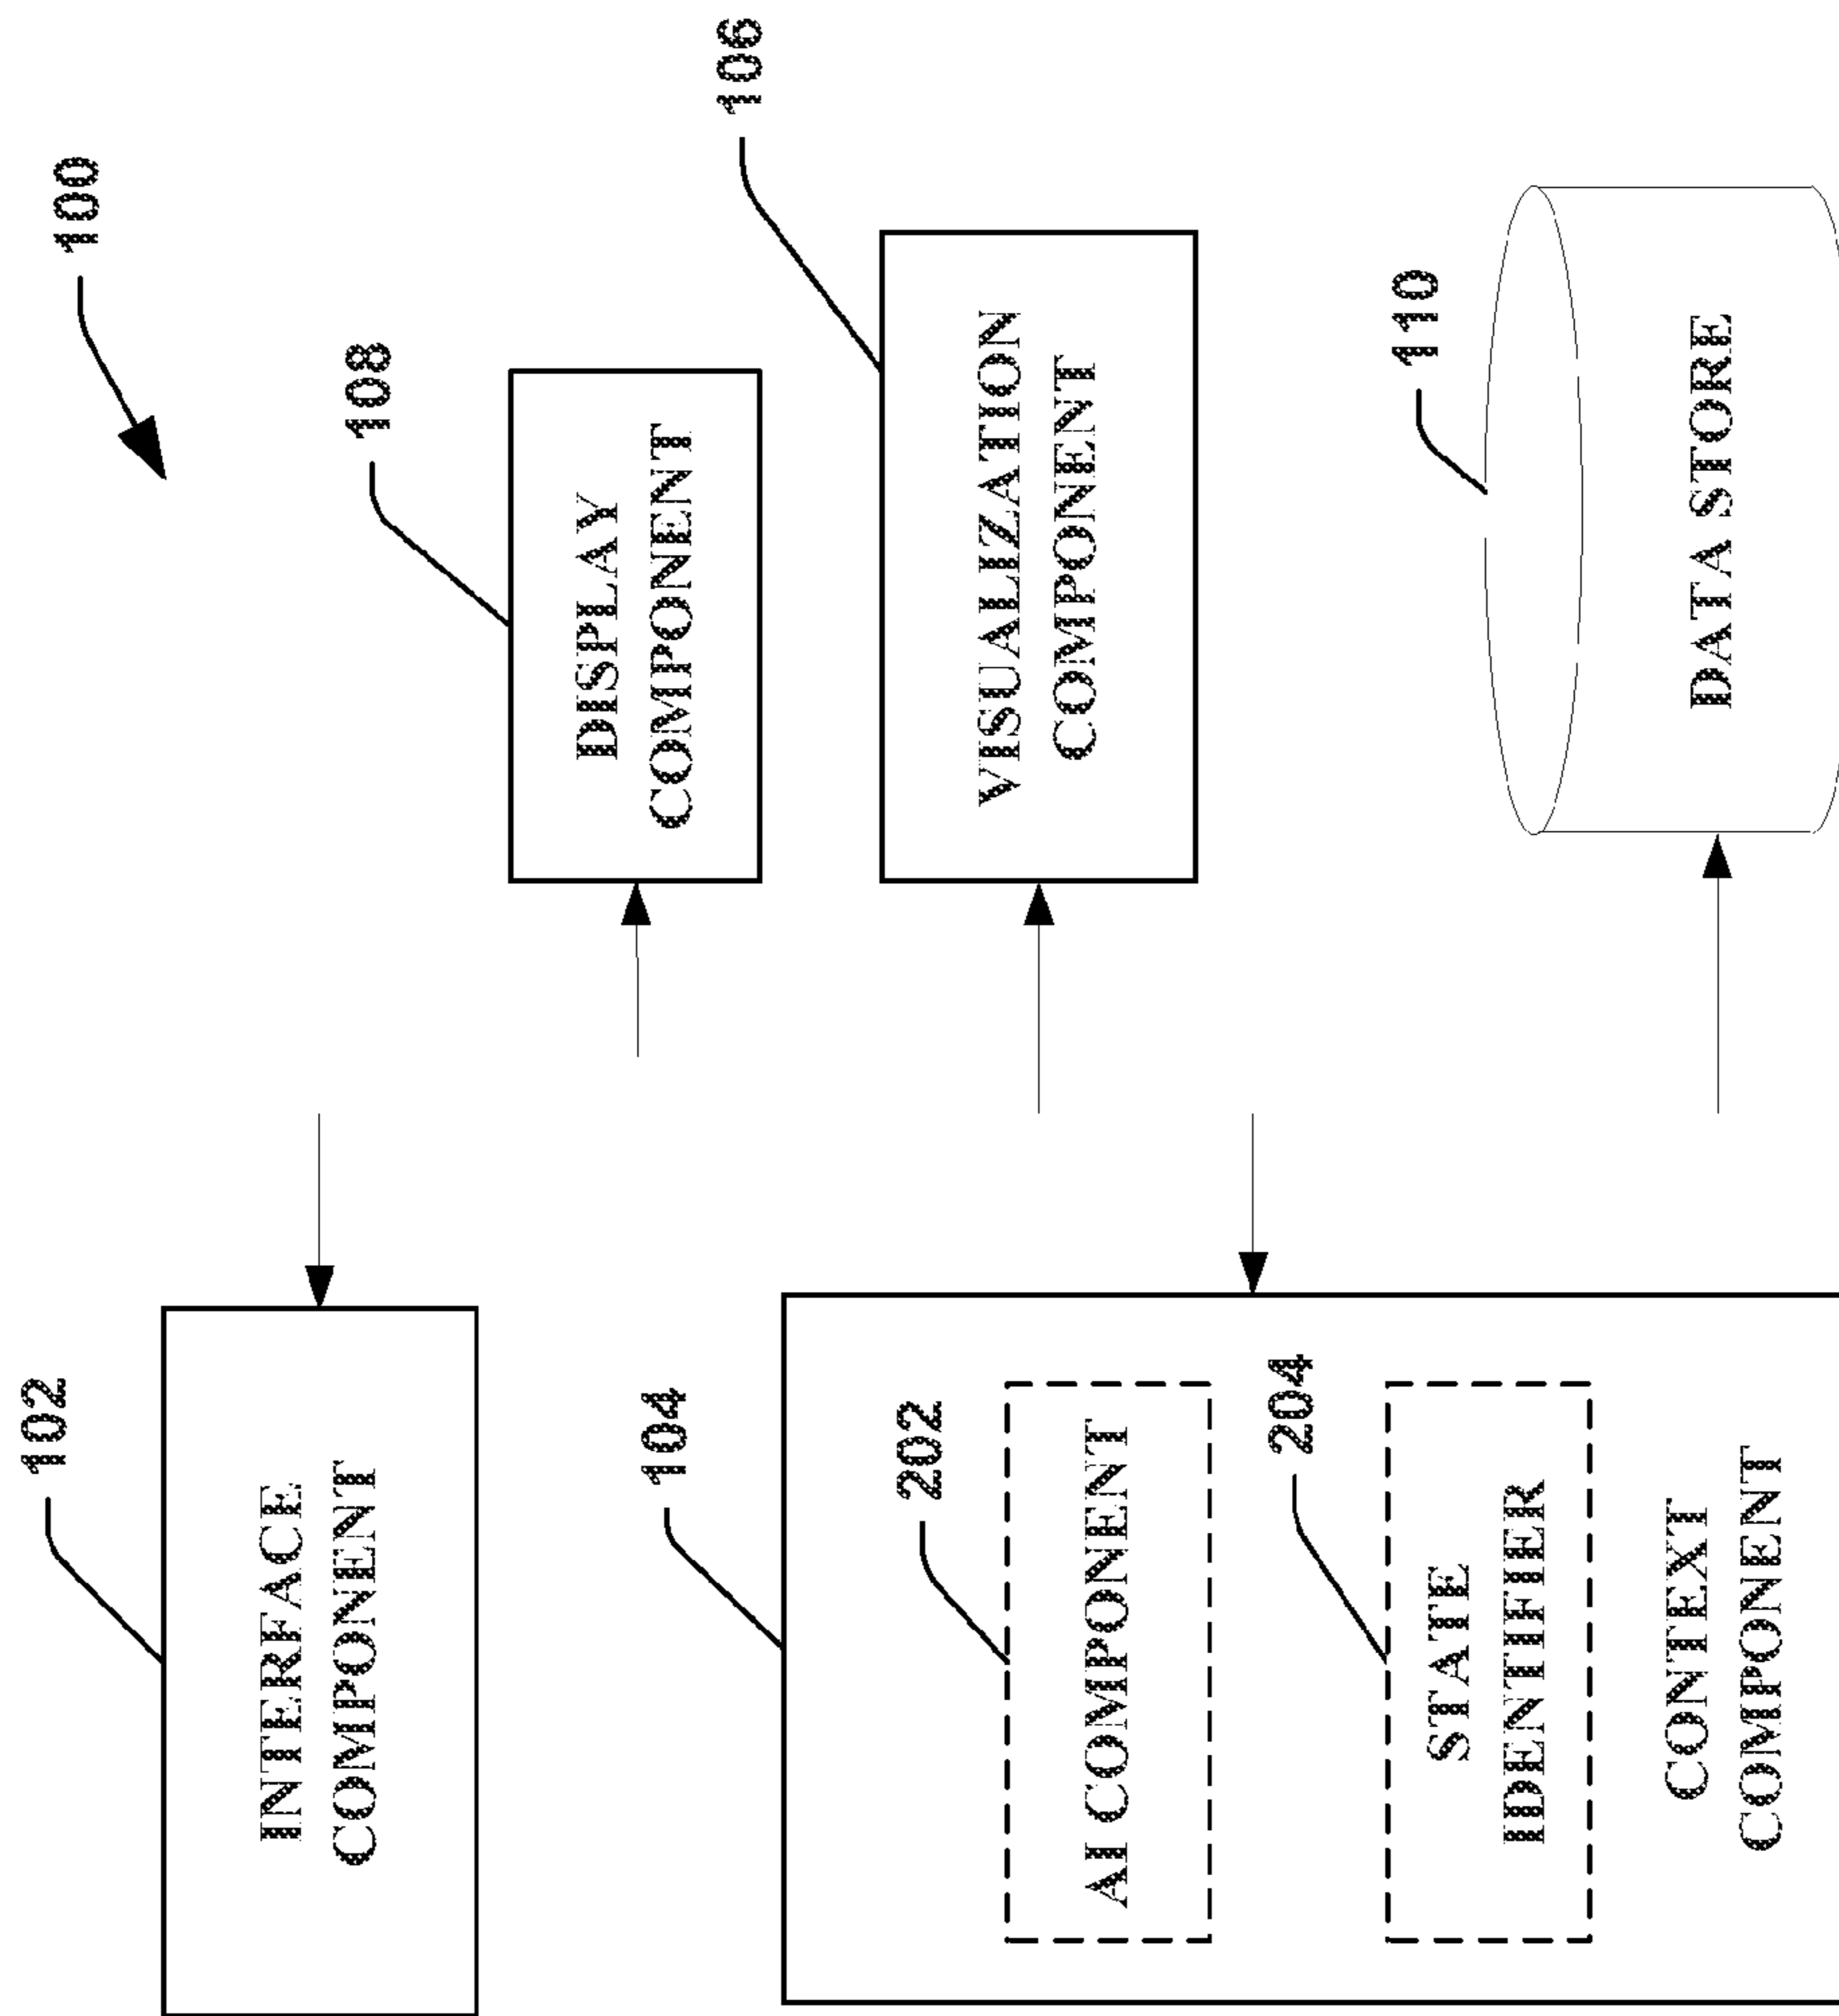 100
102
INTERFACE
COMPONENT
108
DISPLAY
COMPONENT
104
202
AI COMPONENT
204
STATE
IDENTIFIER
CONTEXT
COMPONENT
106
VISUALIZATION
COMPONENT
110
DATA STORE